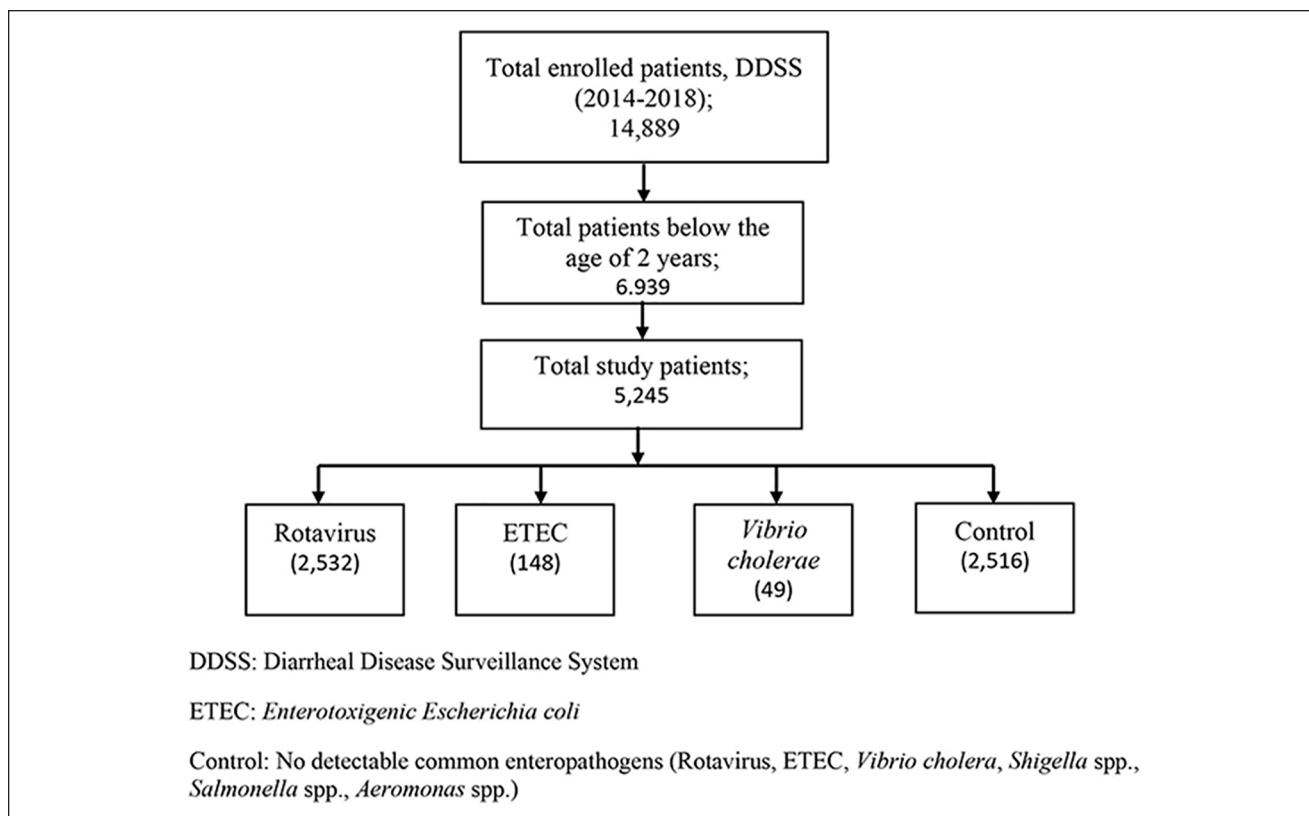 Total enrolled patients, DDSS
(2014-2018);
14,889
Total patients below the
age of 2 years;
6.939
Total study patients;
5,245
Rotavirus
(2,532)
ETEC
(148)
Vibrio
cholerae
(49)
Control
(2,516)
DDSS: Diarrheal Disease Surveillance System
ETEC: Enterotoxigenic Escherichia coli
Control: No detectable common enteropathogens (Rotavirus, ETEC, Vibrio cholera, Shigella spp.,
Salmonella spp., Aeromonas spp.)